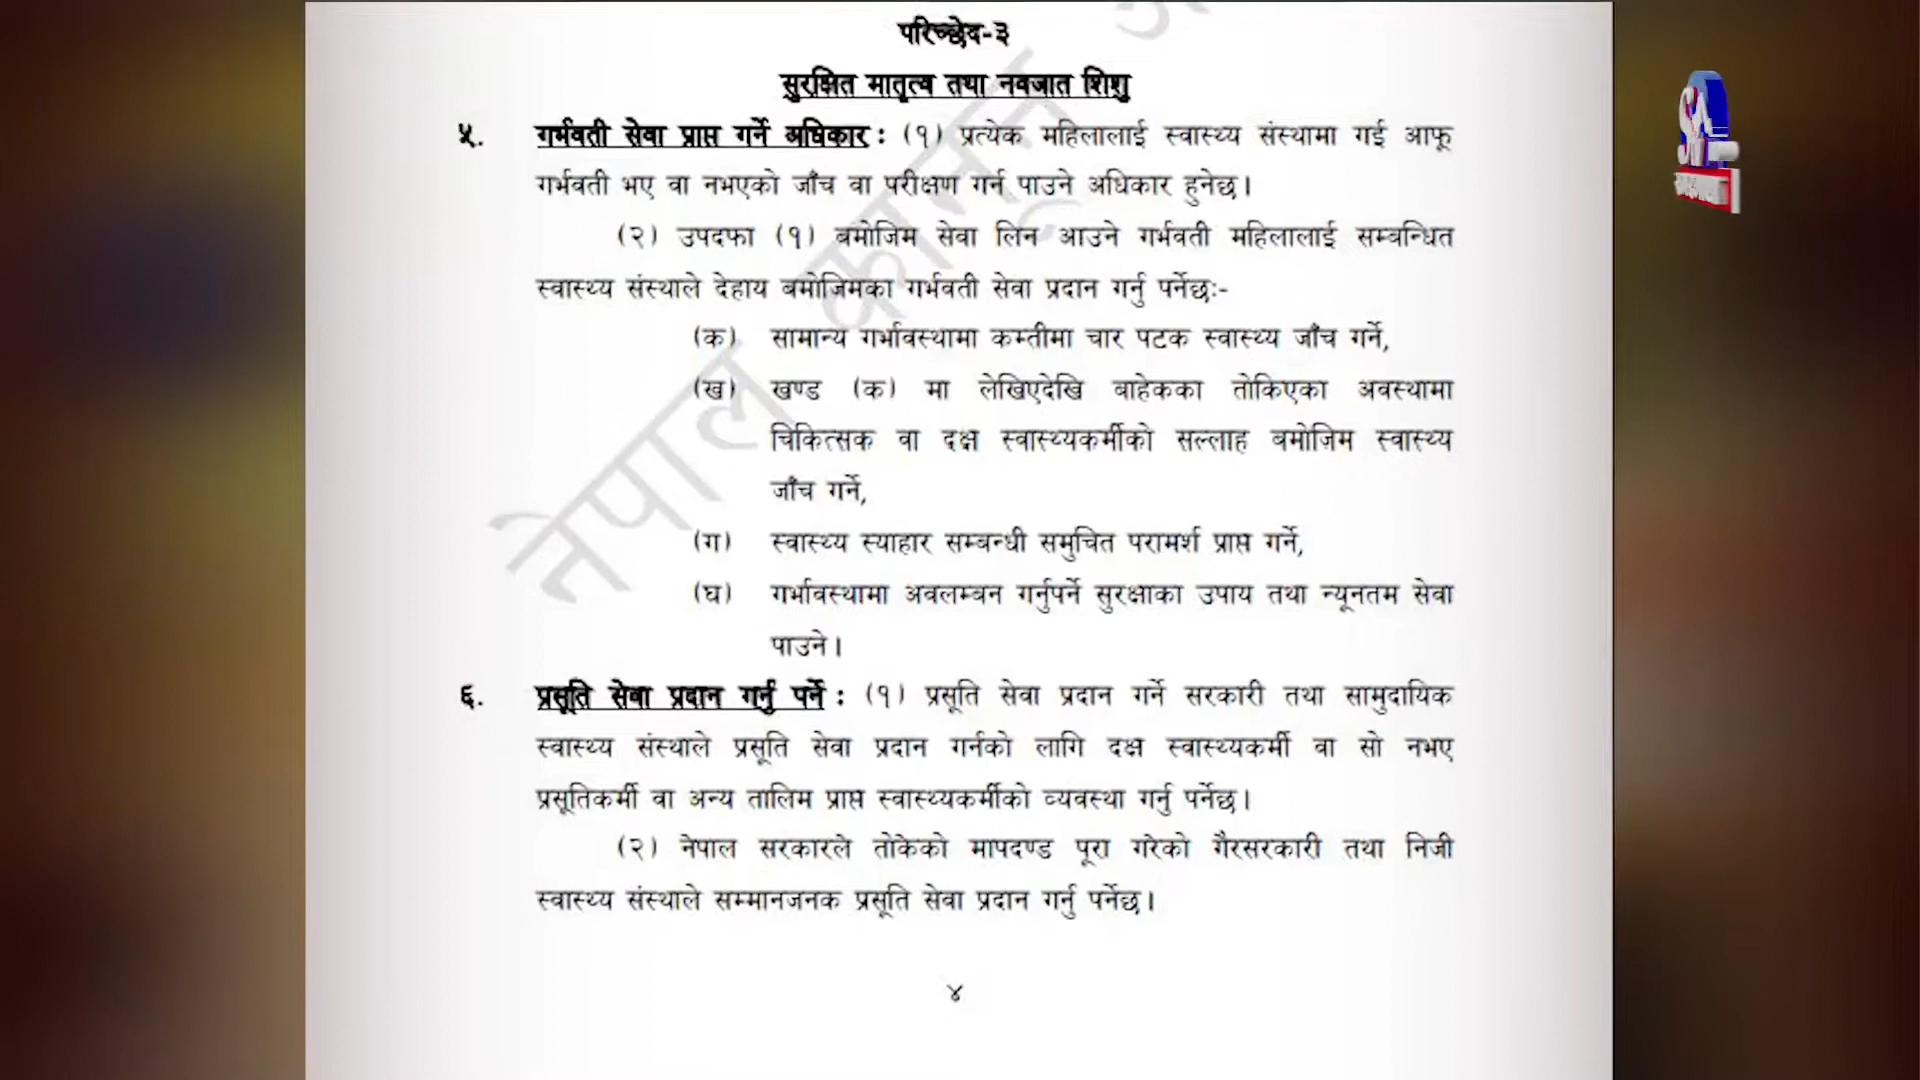 परिच्छेद-३
सुरक्षित मातृत्व तथा नवजात शिशु
५. गर्भवती सेवा प्राप्त गर्ने अधिकार: (१) प्रत्येक महिलालाई स्वास्थ्य संस्थामा गई आफू
गर्भवती भए वा नभएको जाँच वा परीक्षण गर्न पाउने अधिकार हुनेछ।
(२) उपदफा (१) बमोजिम सेवा लिन आउने गर्भवती महिलालाई सम्बन्धित
स्वास्थ्य संस्थाले देहाय बमोजिमका गर्भवती सेवा प्रदान गर्नु पर्नेछः-
(क) सामान्य गर्भावस्थामा कम्तीमा चार पटक स्वास्थ्य जाँच गर्ने,
(ख) खण्ड (क) मा लेखिएदेखि बाहेकका तोकिएका अवस्थामा
चिकित्सक वा दक्ष स्वास्थ्यकर्मीको सल्लाह बमोजिम स्वास्थ्य
जाँच गर्ने,
(ग) स्वास्थ्य स्याहार सम्बन्धी समुचित परामर्श प्राप्त गर्ने,
(घ) गर्भावस्थामा अवलम्बन गर्नुपर्ने सुरक्षाका उपाय तथा न्यूनतम सेवा
पाउने।
६. प्रसूति सेवा प्रदान गर्नु पर्ने: (१) प्रसूति सेवा प्रदान गर्ने सरकारी तथा सामुदायिक
स्वास्थ्य संस्थाले प्रसूति सेवा प्रदान गर्नको लागि दक्ष स्वास्थ्यकर्मी वा सो नभए
प्रसूतिकर्मी वा अन्य तालिम प्राप्त स्वास्थ्यकर्मीको व्यवस्था गर्नु पर्नेछ।
(२) नेपाल सरकारले तोकेको मापदण्ड पूरा गरेको गैरसरकारी तथा निजी
स्वास्थ्य संस्थाले सम्मानजनक प्रसूति सेवा प्रदान गर्नु पर्नेछ।
४
नेपाल कानून